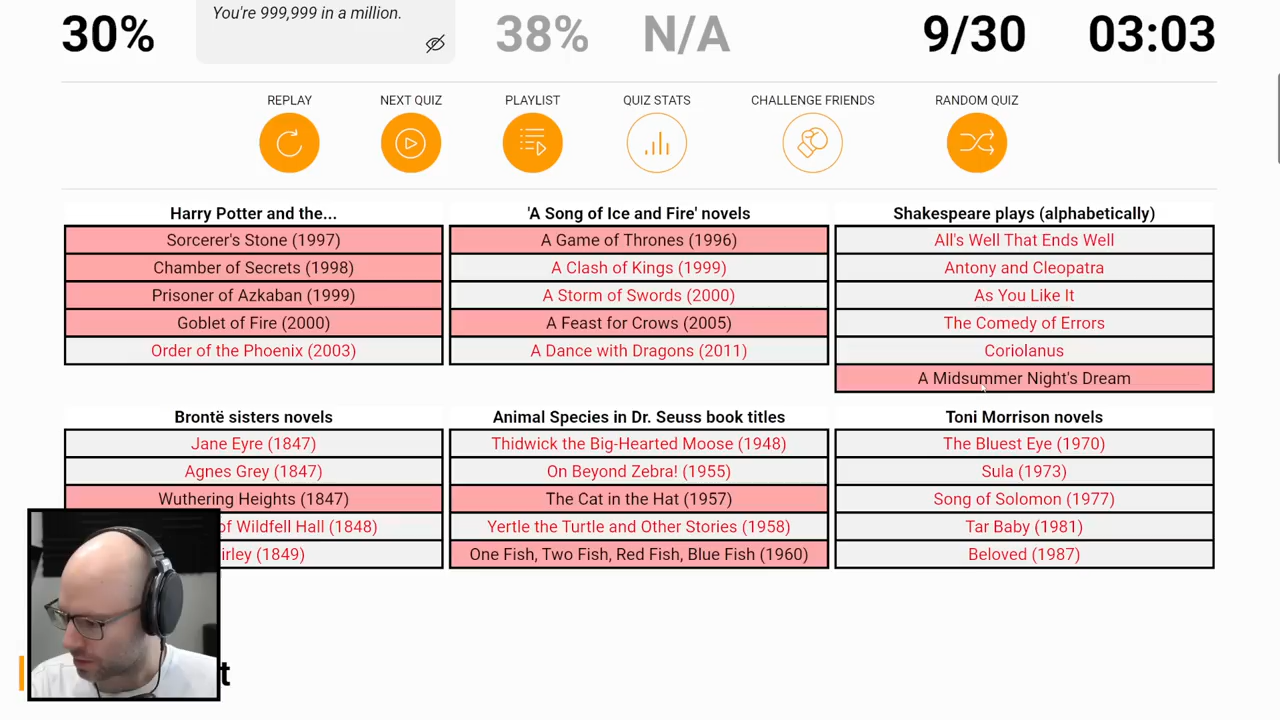 30%
You're 999,999 in a million.
38%
N/A
9/30
03:03
REPLAY
NEXT QUIZ
PLAYLIST
QUIZ STATS
CHALLENGE FRIENDS
RANDOM QUIZ
Harry Potter and the...
Sorcerer's Stone (1997)
Chamber of Secrets (1998)
Prisoner of Azkaban (1999)
Goblet of Fire (2000)
Order of the Phoenix (2003)
'A Song of Ice and Fire' novels
A Game of Thrones (1996)
A Clash of Kings (1999)
A Storm of Swords (2000)
A Feast for Crows (2005)
A Dance with Dragons (2011)
Shakespeare plays (alphabetically)
All's Well That Ends Well
Antony and Cleopatra
As You Like It
The Comedy of Errors
Coriolanus
A Midsummer Night's Dream
Brontë sisters novels
Jane Eyre (1847)
Agnes Grey (1847)
Wuthering Heights (1847)
of Wildfell Hall (1848)
(1849)
Animal Species in Dr. Seuss book titles
Thidwick the Big-Hearted Moose (1948)
On Beyond Zebra! (1955)
The Cat in the Hat (1957)
Yertle the Turtle and Other Stories (1958)
One Fish, Two Fish, Red Fish, Blue Fish (1960)
Toni Morrison novels
The Bluest Eye (1970)
Sula (1973)
Song of Solomon (1977)
Tar Baby (1981)
Beloved (1987)